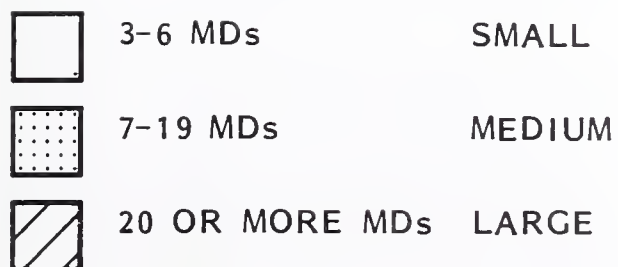 3-6 MDs SMALL
7-19 MDs MEDIUM
20 OR MORE MDs LARGE